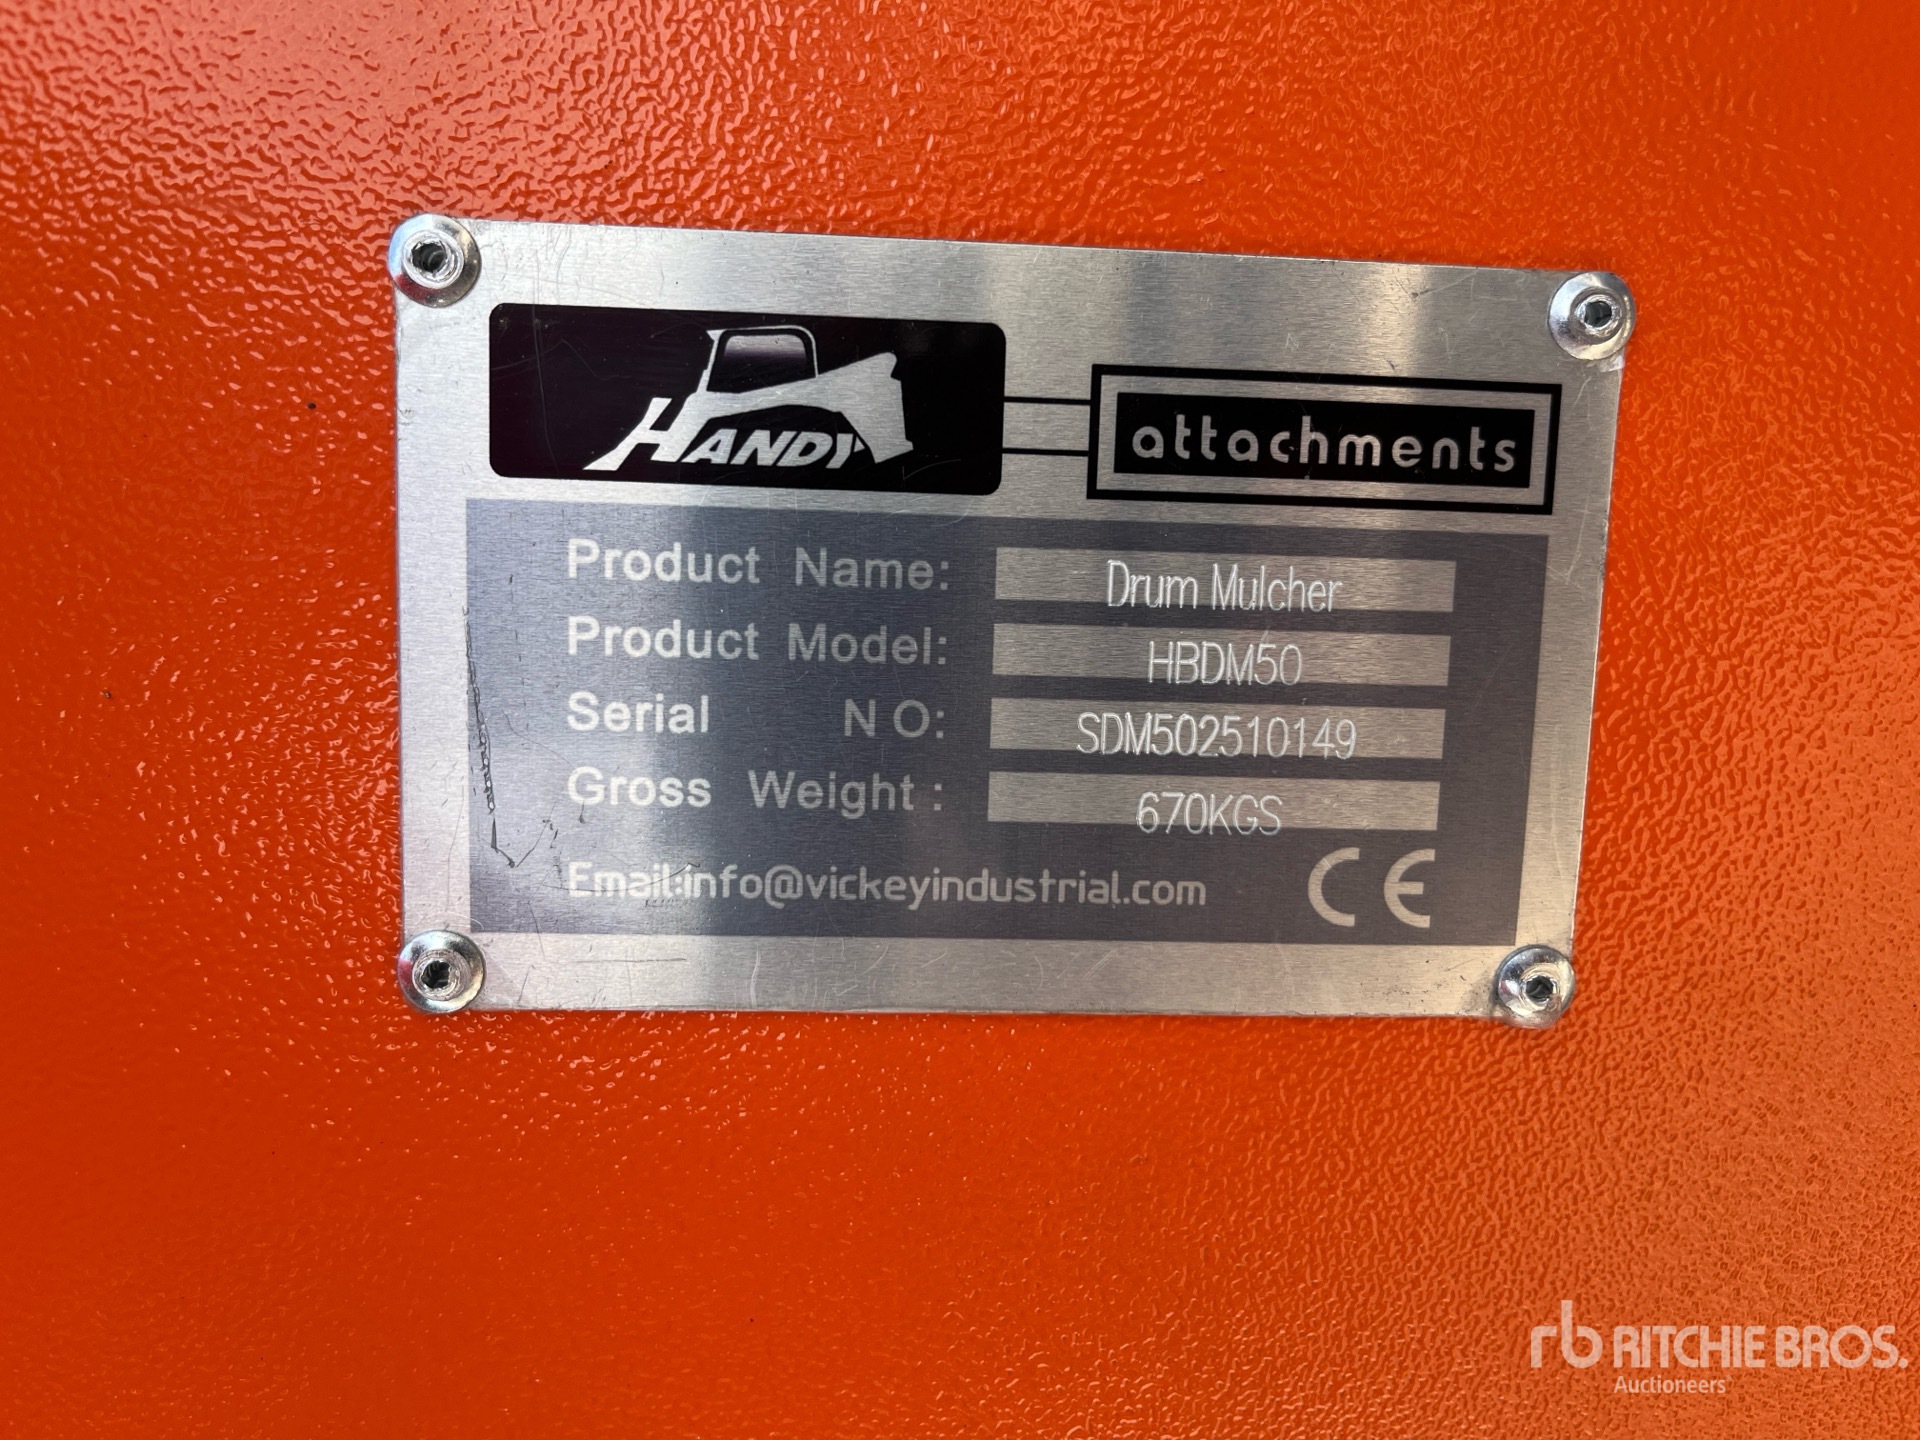 HANDY
attachments
Product Name: Drum Mulcher
Product Model: HBDM50
Serial NO: SDM502510149
Gross Weight: 670KGS
Email:info@vickeyindustrial.com CE
rb RITCHIE BROS.
Auctioneers